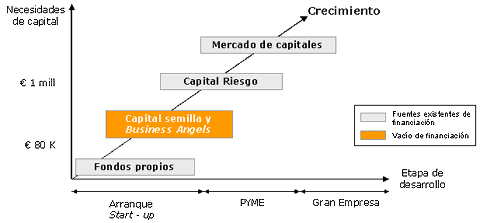 Necesidades
de capital
Crecimiento
Mercado de capitales
€ 1 mill
Capital Riesgo
Capital semilla y
Business Angels
Fuentes existentes de
financiación
Vacío de financiación
€ 80 K
Fondos propios
Etapa de
desarrollo
Arranque
Start - up
PYME
Gran Empresa